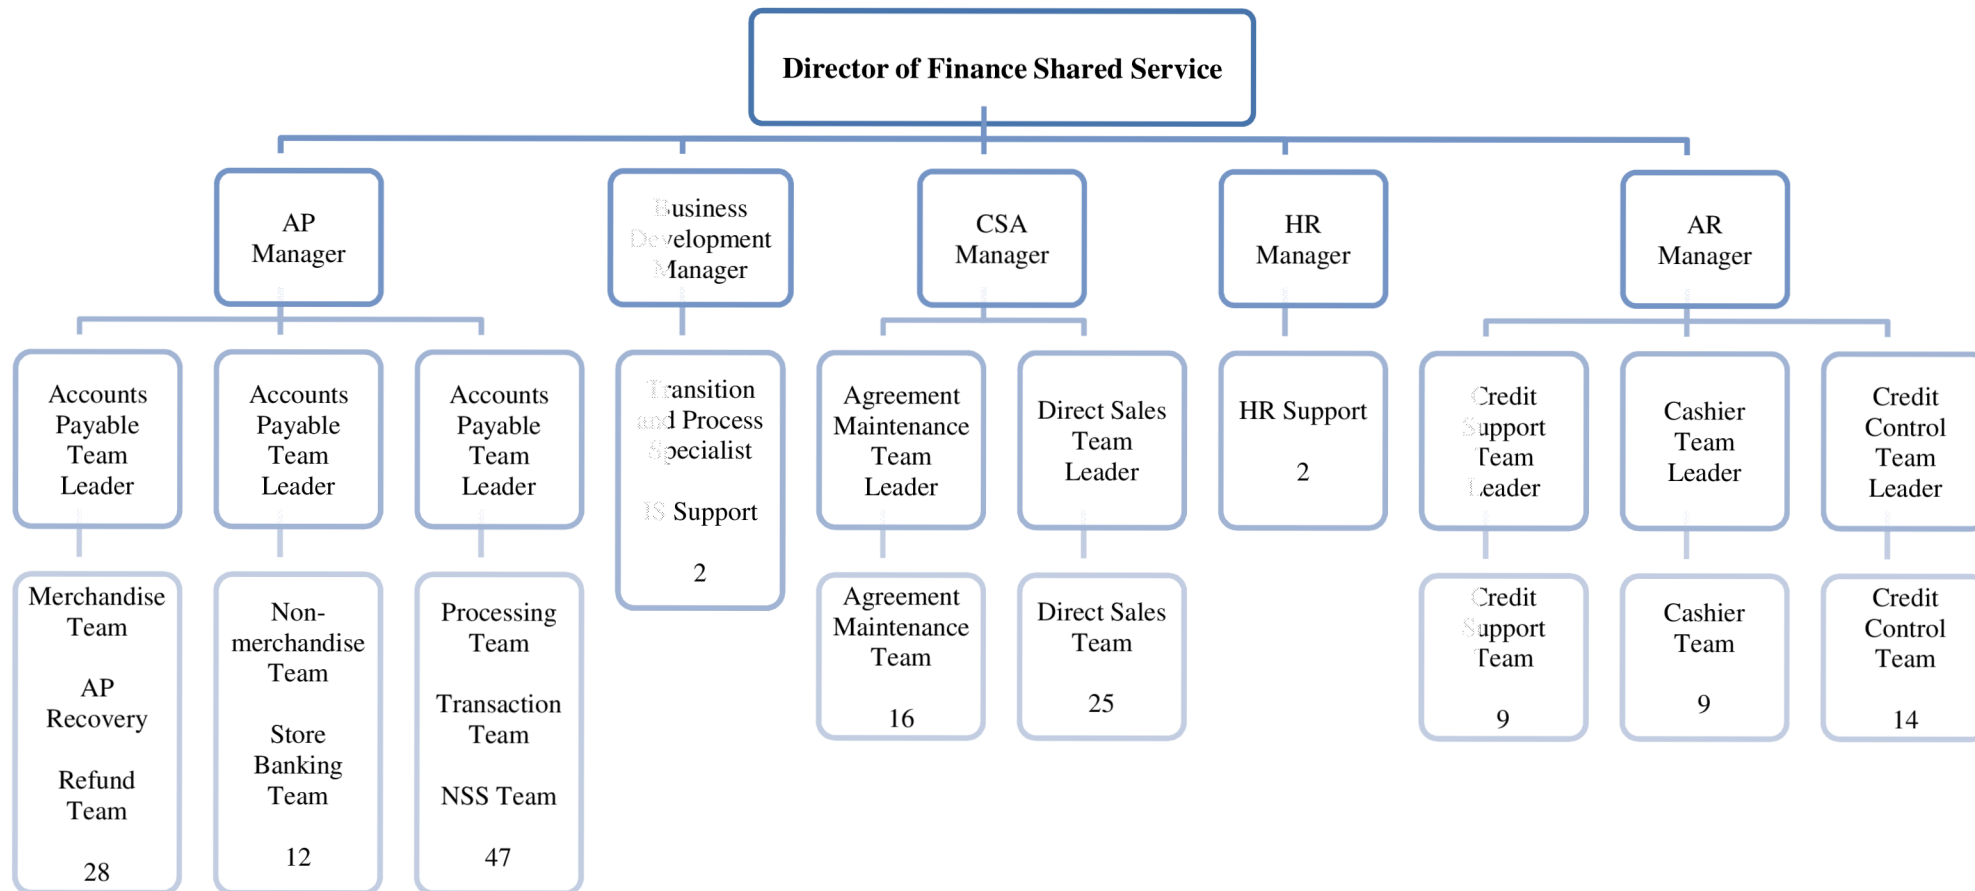 Director of Finance Shared Service
AP
Manager
Business
Development
Manager
CSA
Manager
HR
Manager
AR
Manager
Accounts
Payable
Team
Leader
Accounts
Payable
Team
Leader
Accounts
Payable
Team
Leader
Transition
and Process
Specialist
IS Support
2
Agreement
Maintenance
Team
Leader
Direct Sales
Team
Leader
HR Support
2
Credit
Support
Team
Leader
Cashier
Team
Leader
Credit
Control
Team
Leader
Merchandise
Team
AP
Recovery
Refund
Team
28
Non-
merchandise
Team
Store
Banking
Team
12
Processing
Team
Transaction
Team
NSS Team
47
Agreement
Maintenance
Team
16
Direct Sales
Team
25
Credit
Support
Team
9
Cashier
Team
9
Credit
Control
Team
14